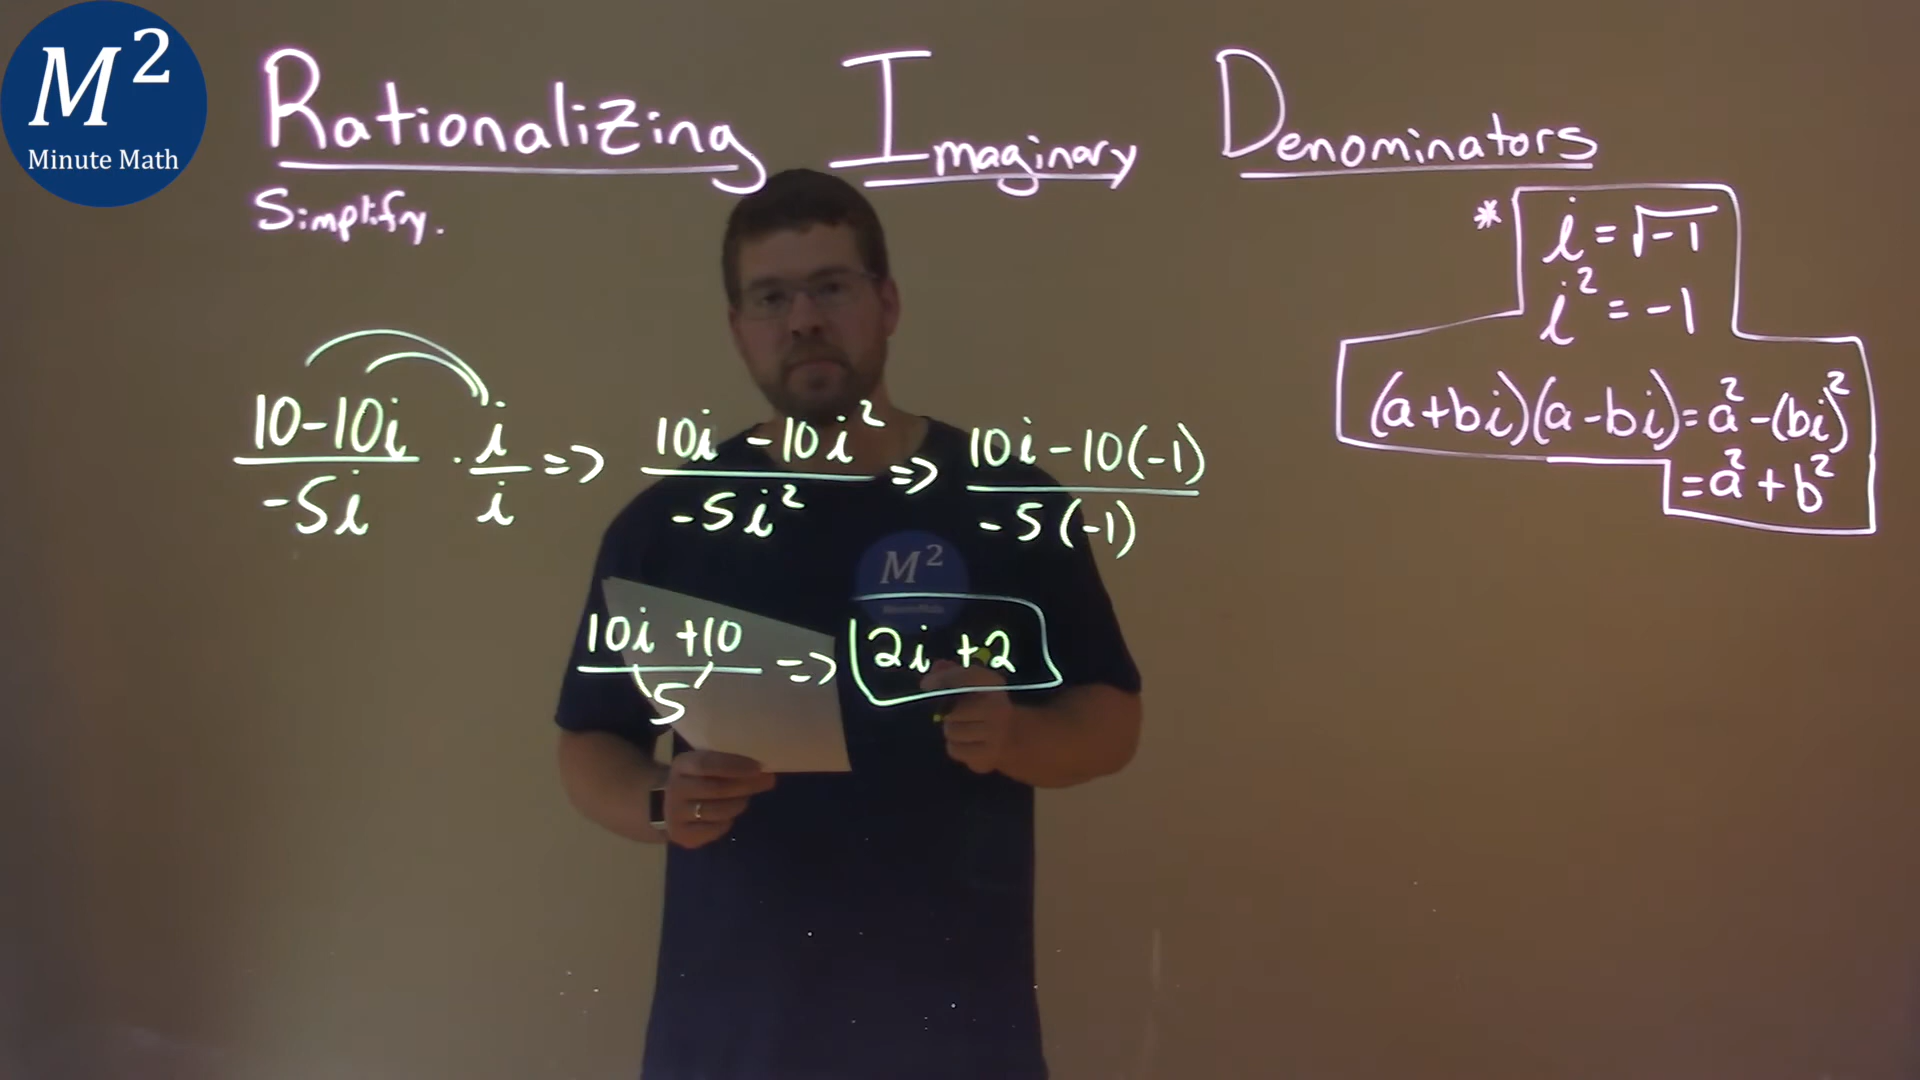 M²
Minute Math
Rationalizing Imaginary Denominators
Simplify.
* i = √-1
i² = -1
(a+bi)(a-bi) = a² - (bi)²
= a² + b²
10-10i / -5i · i / i => 10i - 10i² / -5i² => 10i - 10(-1) / -5(-1)
10i + 10 / 5 => 2i + 2
M²